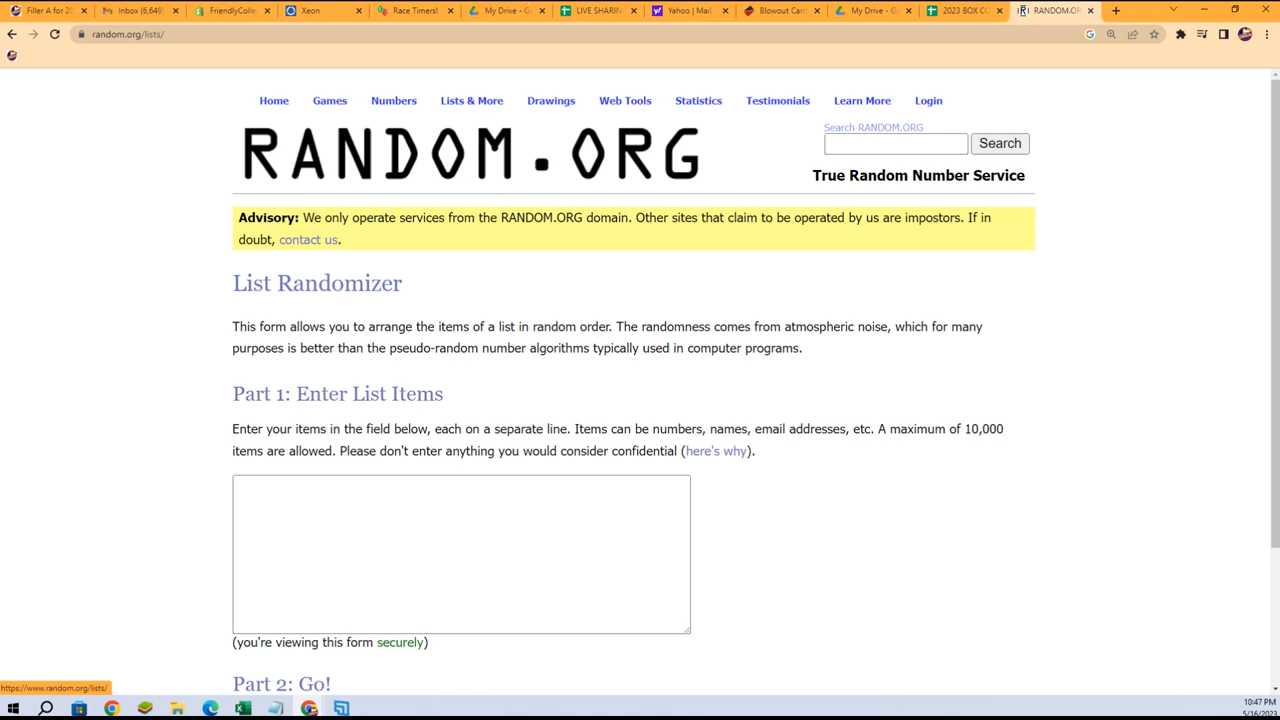 Filler A for 20
Inbox (6,649)
FriendlyColle
Xeon
Race Timers!
My Drive - G
LIVE SHARIN
Yahoo | Mail
Blowout Car
My Drive - G
2023 BOX CO
RANDOM.OR
random.org/lists/
Home Games Numbers Lists & More Drawings Web Tools Statistics Testimonials Learn More Login
RANDOM.ORG
Search RANDOM.ORG
Search
True Random Number Service
Advisory: We only operate services from the RANDOM.ORG domain. Other sites that claim to be operated by us are impostors. If in
doubt, contact us.
List Randomizer
This form allows you to arrange the items of a list in random order. The randomness comes from atmospheric noise, which for many
purposes is better than the pseudo-random number algorithms typically used in computer programs.
Part 1: Enter List Items
Enter your items in the field below, each on a separate line. Items can be numbers, names, email addresses, etc. A maximum of 10,000
items are allowed. Please don't enter anything you would consider confidential (here's why).
(you're viewing this form securely)
Part 2: Go!
https://www.random.org/lists/
10:47 PM
5/16/2023